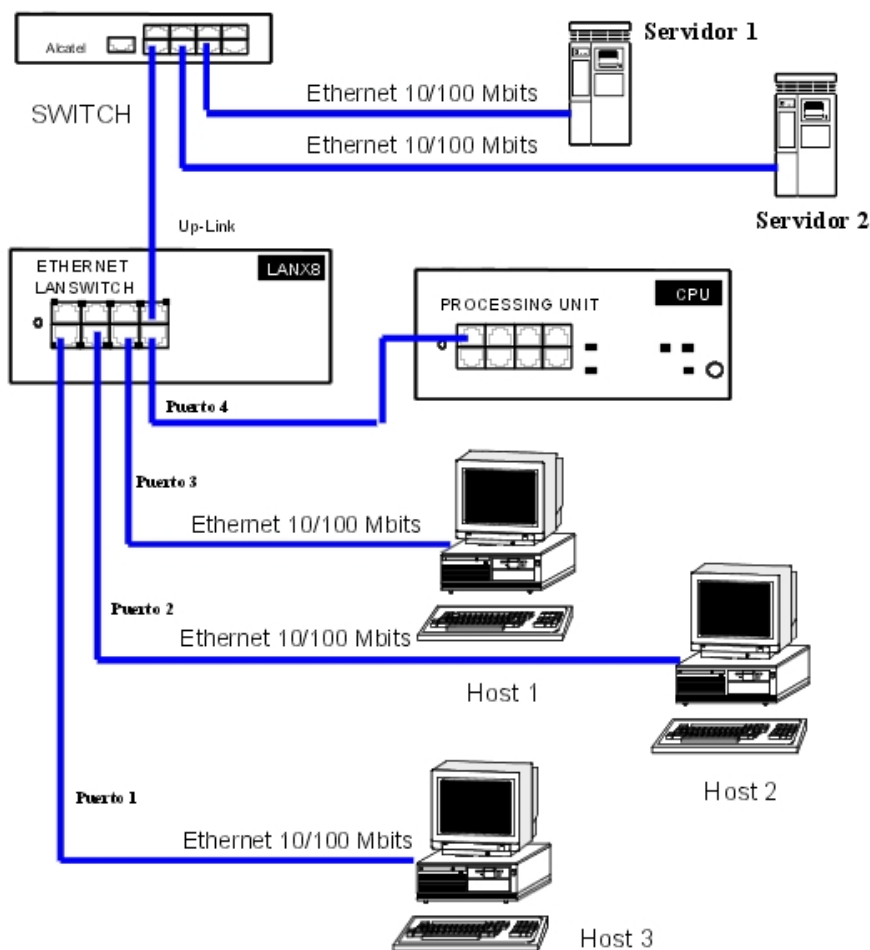 Alcatel
SWITCH
Servidor 1
Ethernet 10/100 Mbits
Ethernet 10/100 Mbits
Servidor 2
Up-Link
ETHERNET
LANSWITCH
LANX8
PROCESSING UNIT
CPU
Puerto 4
Puerto 3
Ethernet 10/100 Mbits
Puerto 2
Ethernet 10/100 Mbits
Host 1
Host 2
Puerto 1
Ethernet 10/100 Mbits
Host 3